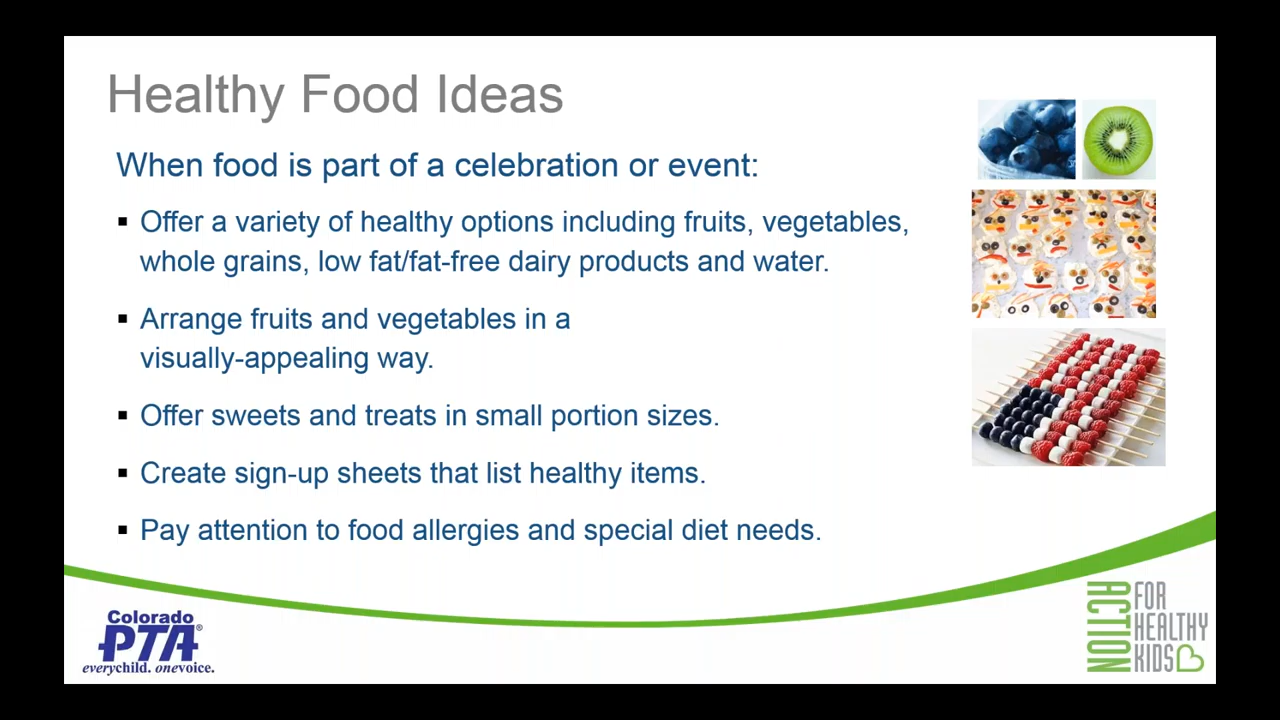 Healthy Food Ideas
When food is part of a celebration or event:
▪ Offer a variety of healthy options including fruits, vegetables,
whole grains, low fat/fat-free dairy products and water.
▪ Arrange fruits and vegetables in a
visually-appealing way.
▪ Offer sweets and treats in small portion sizes.
▪ Create sign-up sheets that list healthy items.
▪ Pay attention to food allergies and special diet needs.
Colorado
PTA®
everychild. onevoice.
ACTION
FOR
HEALTHY
KIDS